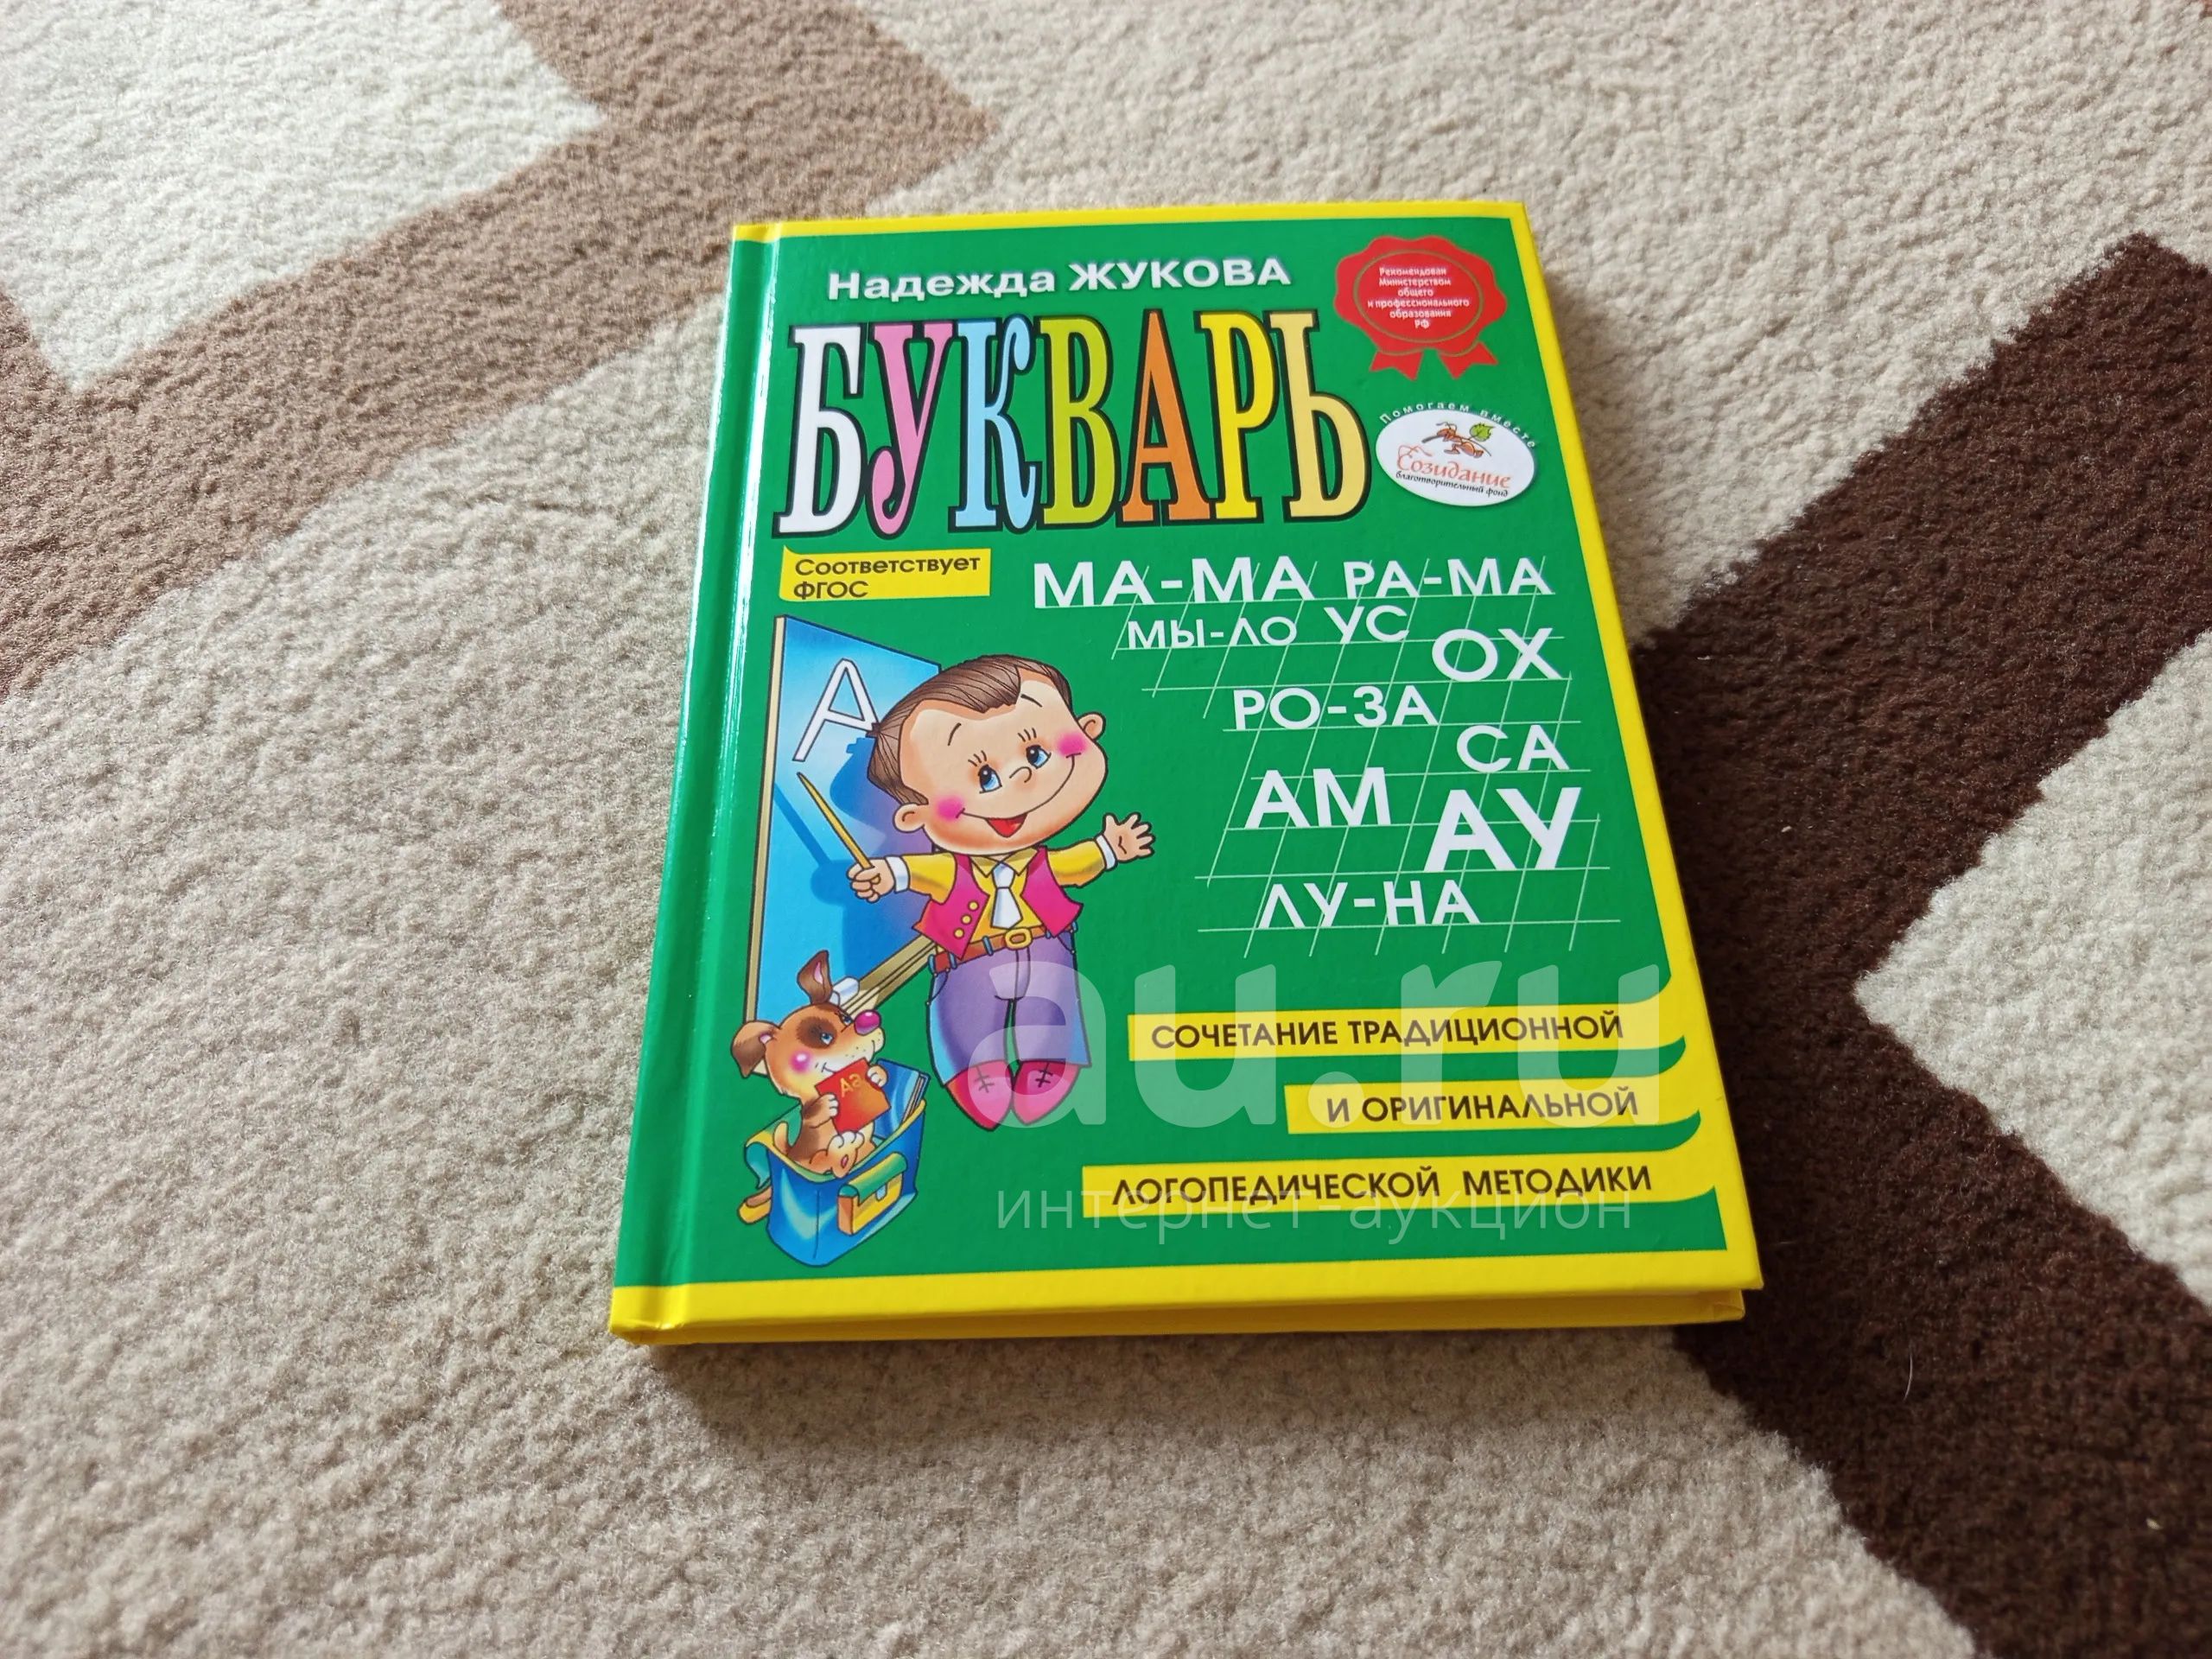 Надежда ЖУКОВА
БУКВАРЬ
Рекомендован
Министерством
общего
и профессионального
образования
РФ
Помогаем вместе
Созидание
благотворительный фонд
Соответствует
ФГОС
МА-МА РА-МА
МЫ-ЛО УС
ОХ
РО-ЗА
СА
АМ
АУ
ЛУ-НА
А
АБВ
СОЧЕТАНИЕ ТРАДИЦИОННОЙ
И ОРИГИНАЛЬНОЙ
ЛОГОПЕДИЧЕСКОЙ МЕТОДИКИ
au.ru
интернет-аукцион